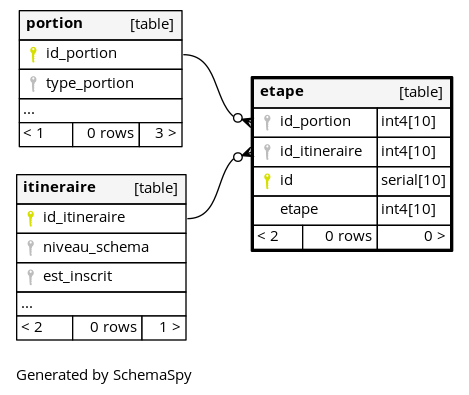 portion [table]
id_portion
type_portion
...
< 1 0 rows 3 >
etape [table]
id_portion int4[10]
id_itineraire int4[10]
id serial[10]
etape int4[10]
< 2 0 rows 0 >
itineraire [table]
id_itineraire
niveau_schema
est_inscrit
...
< 2 0 rows 1 >
Generated by SchemaSpy